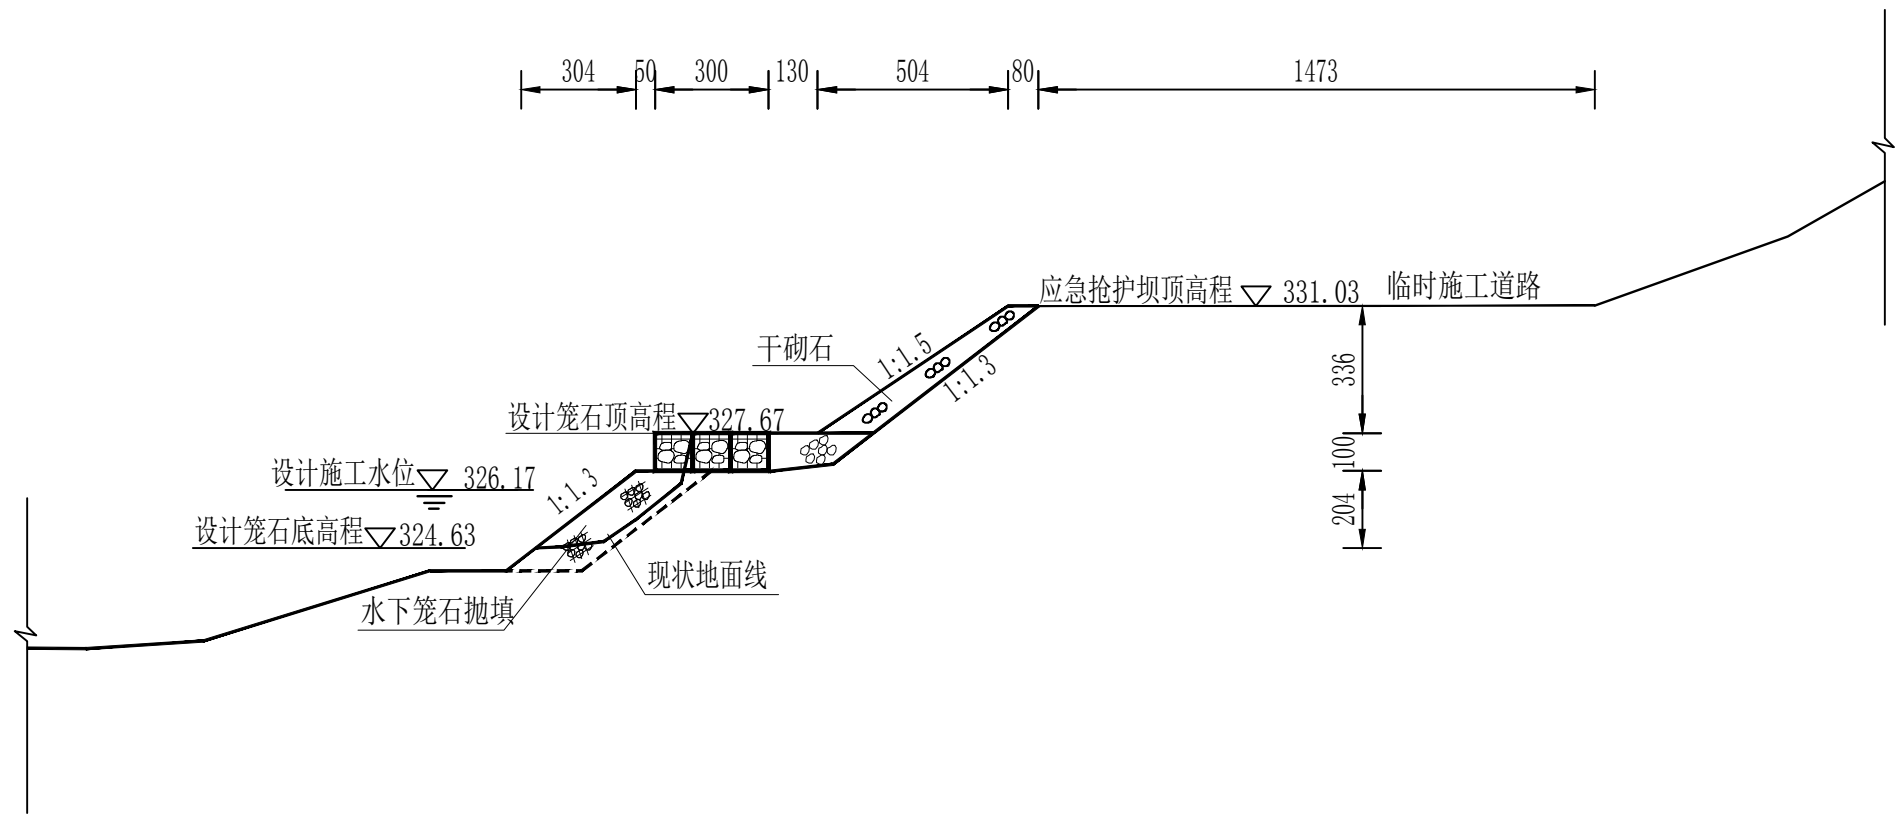 304 50 300 130 504 80 1473
应急抢护坝顶高程 331.03 临时施工道路
干砌石
1:1.5
1:1.3
336
设计笼石顶高程 327.67
100
设计施工水位 326.17
1:1.3
204
设计笼石底高程 324.63
现状地面线
水下笼石抛填